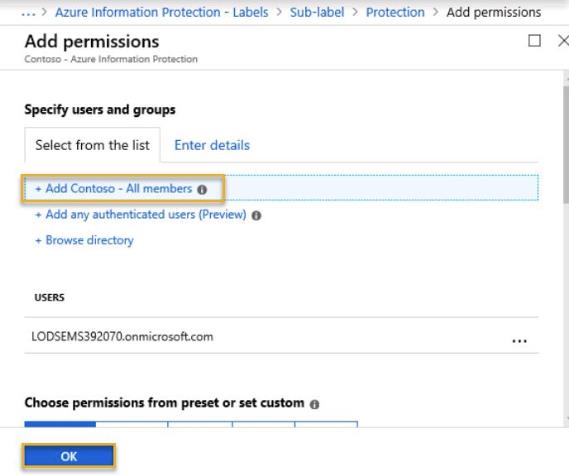 ... > Azure Information Protection - Labels > Sub-label > Protection > Add permissions
Add permissions
Contoso - Azure Information Protection
Specify users and groups
Select from the list Enter details
+ Add Contoso - All members
+ Add any authenticated users (Preview)
+ Browse directory
USERS
LODSEMS392070.onmicrosoft.com ...
Choose permissions from preset or set custom
OK